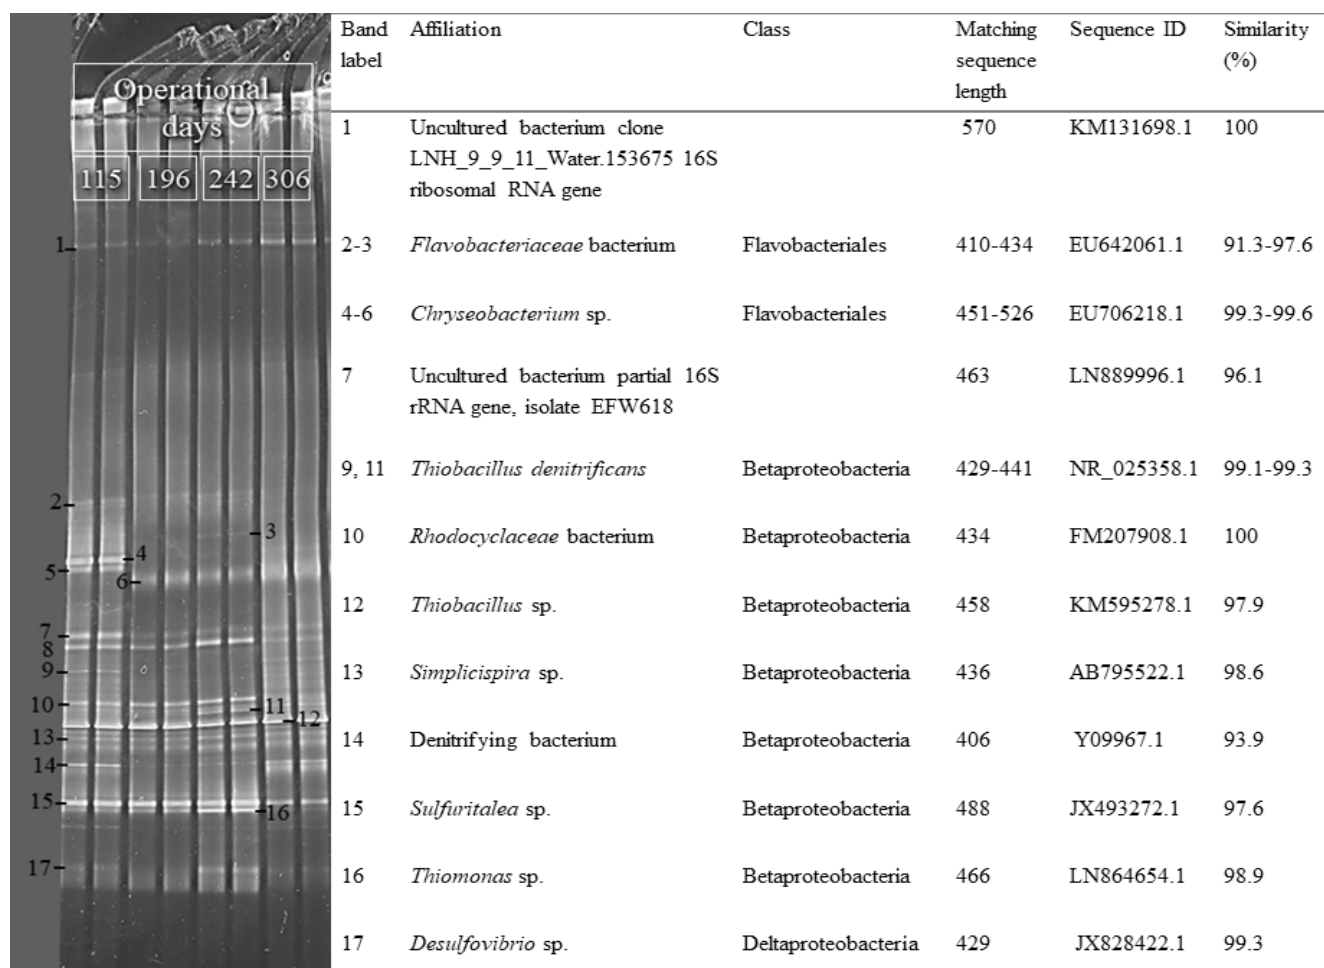 Operational
days
115 196 242 306
1
2
3
4
5
6
7
8
9
10
11
12
13
14
15
16
17
Band Affiliation Class Matching Sequence ID Similarity
label sequence (%)
length
1 Uncultured bacterium clone 570 KM131698.1 100
LNH_9_9_11_Water.153675 16S
ribosomal RNA gene
2-3 Flavobacteriaceae bacterium Flavobacteriales 410-434 EU642061.1 91.3-97.6
4-6 Chryseobacterium sp. Flavobacteriales 451-526 EU706218.1 99.3-99.6
7 Uncultured bacterium partial 16S 463 LN889996.1 96.1
rRNA gene, isolate EFW618
9, 11 Thiobacillus denitrificans Betaproteobacteria 429-441 NR_025358.1 99.1-99.3
10 Rhodocyclaceae bacterium Betaproteobacteria 434 FM207908.1 100
12 Thiobacillus sp. Betaproteobacteria 458 KM595278.1 97.9
13 Simplicispira sp. Betaproteobacteria 436 AB795522.1 98.6
14 Denitrifying bacterium Betaproteobacteria 406 Y09967.1 93.9
15 Sulfuritalea sp. Betaproteobacteria 488 JX493272.1 97.6
16 Thiomonas sp. Betaproteobacteria 466 LN864654.1 98.9
17 Desulfovibrio sp. Deltaproteobacteria 429 JX828422.1 99.3